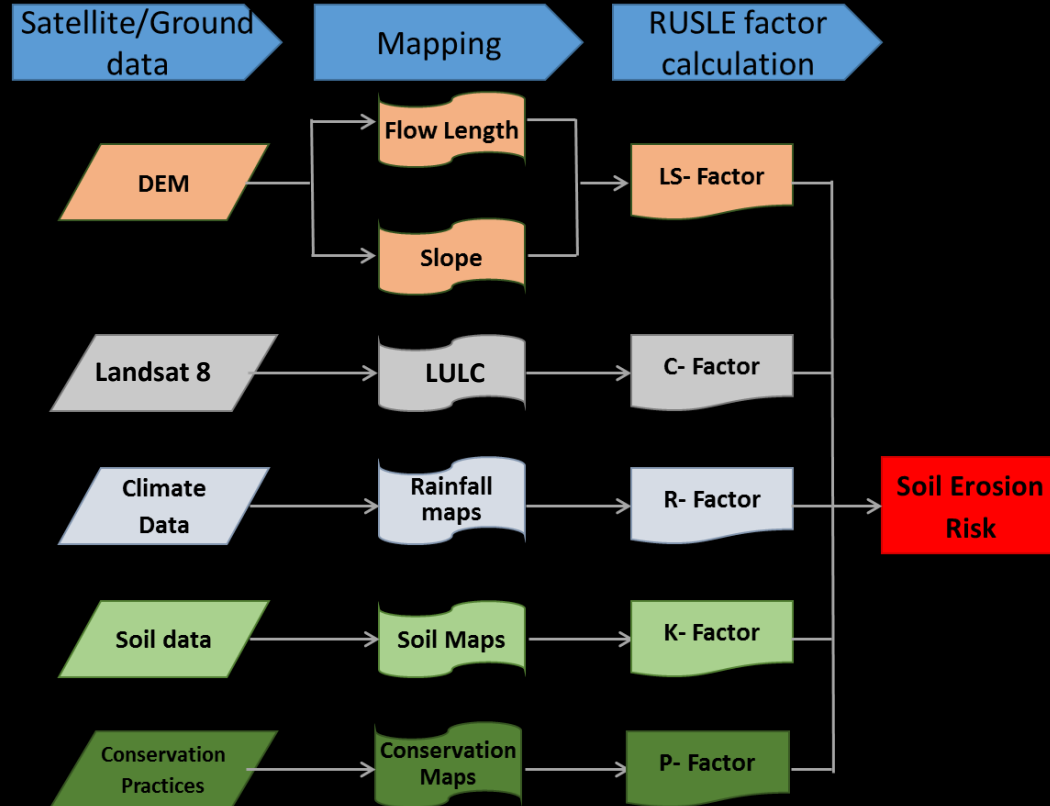 Satellite/Ground
data
Mapping
RUSLE factor
calculation
Flow Length
DEM
LS- Factor
Slope
Landsat 8
LULC
C- Factor
Climate
Data
Rainfall
maps
R- Factor
Soil Erosion
Risk
Soil data
Soil Maps
K- Factor
Conservation
Practices
Conservation
Maps
P- Factor